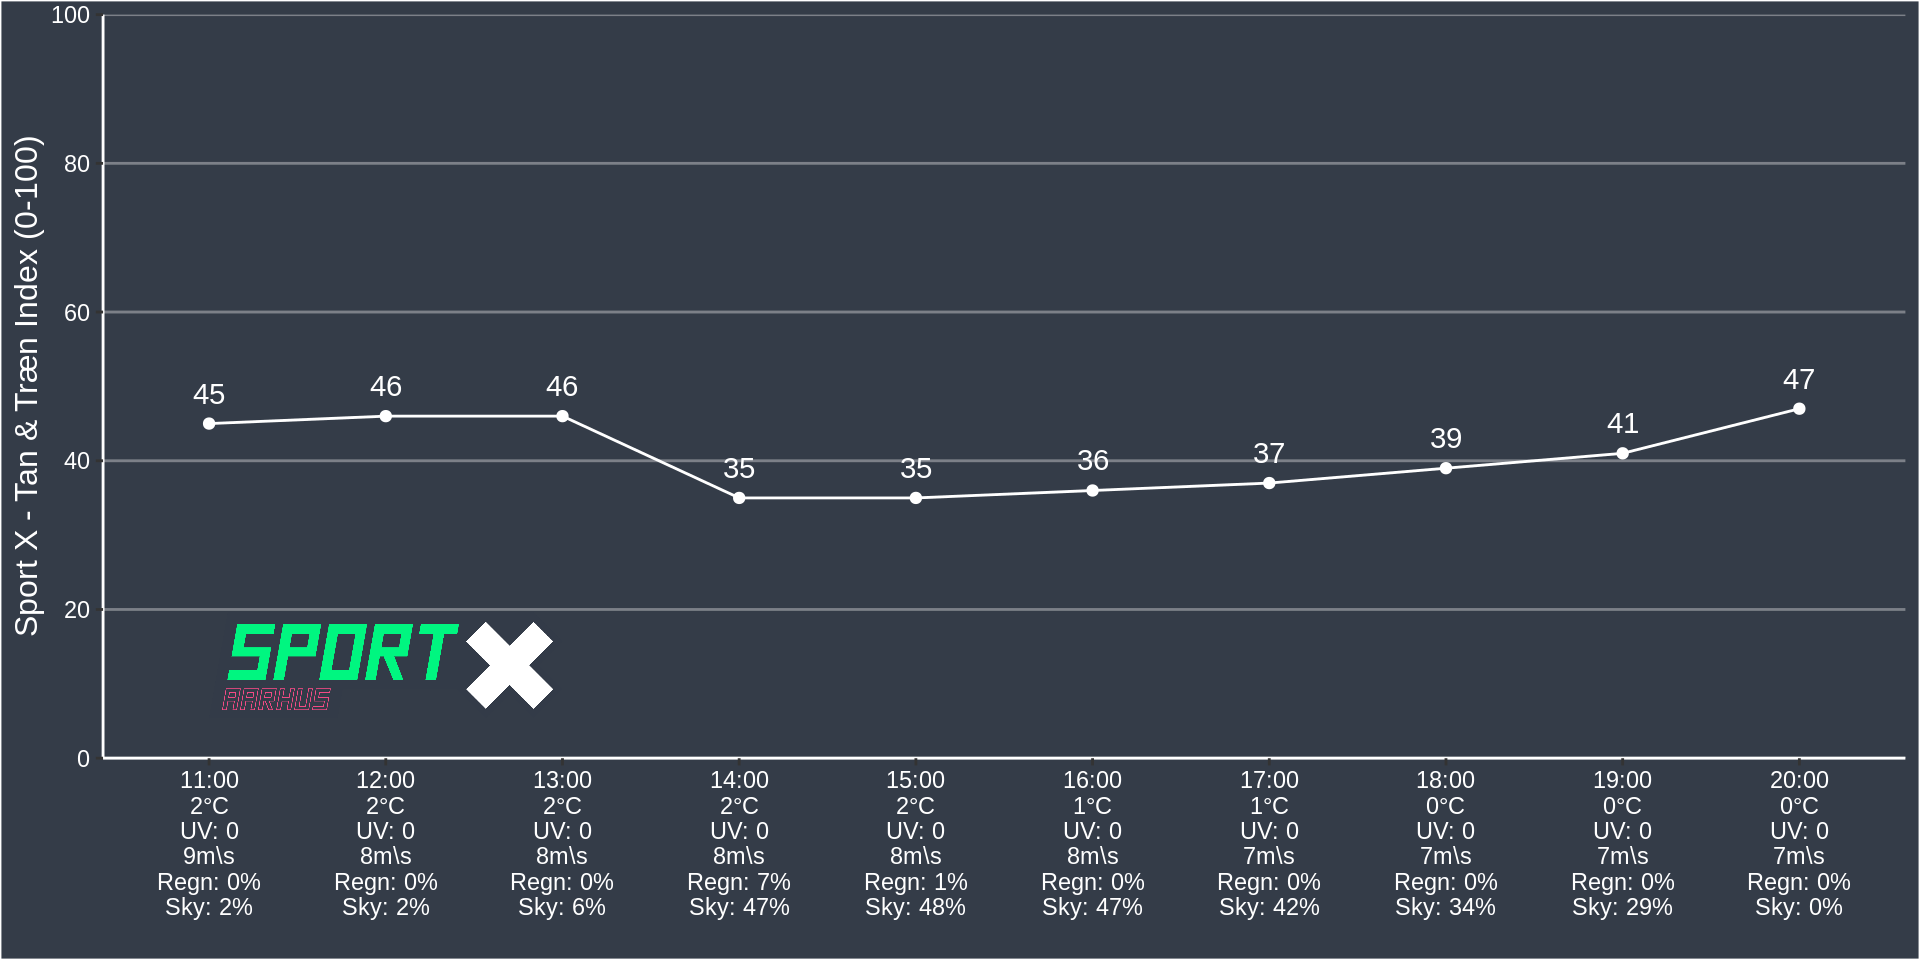 Sport X - Tan & Træn Index (0-100)
100
80
60
40
20
0
45 46 46 35 35 36 37 39 41 47
SPORT X
AARHUS
11:00 12:00 13:00 14:00 15:00 16:00 17:00 18:00 19:00 20:00
2°C 2°C 2°C 2°C 2°C 1°C 1°C 0°C 0°C 0°C
UV: 0 UV: 0 UV: 0 UV: 0 UV: 0 UV: 0 UV: 0 UV: 0 UV: 0 UV: 0
9m\s 8m\s 8m\s 8m\s 8m\s 8m\s 7m\s 7m\s 7m\s 7m\s
Regn: 0% Regn: 0% Regn: 0% Regn: 7% Regn: 1% Regn: 0% Regn: 0% Regn: 0% Regn: 0% Regn: 0%
Sky: 2% Sky: 2% Sky: 6% Sky: 47% Sky: 48% Sky: 47% Sky: 42% Sky: 34% Sky: 29% Sky: 0%